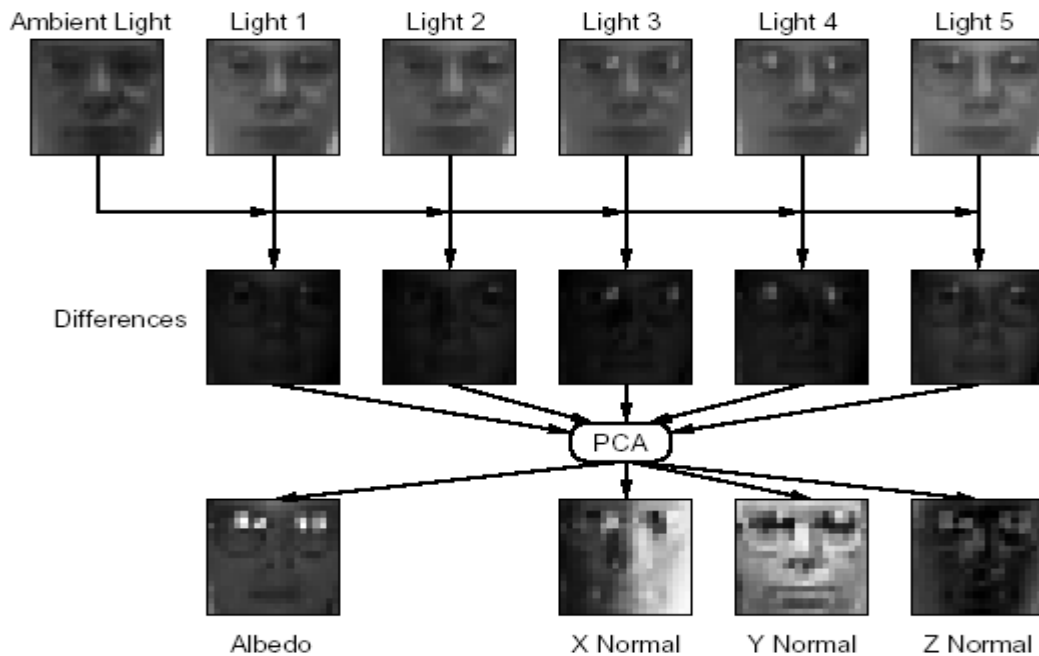 Ambient Light Light 1 Light 2 Light 3 Light 4 Light 5
Differences
PCA
Albedo X Normal Y Normal Z Normal